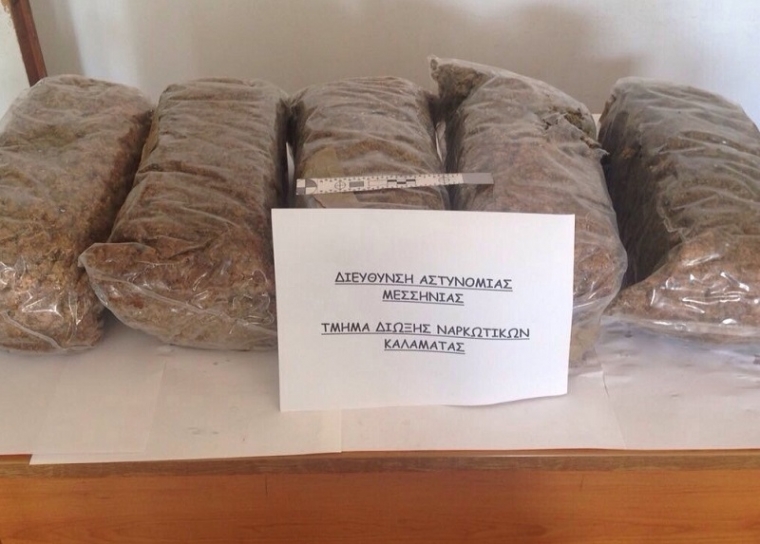 ΔΙΕΥΘΥΝΣΗ ΑΣΤΥΝΟΜΙΑΣ
ΜΕΣΣΗΝΙΑΣ
ΤΜΗΜΑ ΔΙΩΞΗΣ ΝΑΡΚΩΤΙΚΩΝ
ΚΑΛΑΜΑΤΑΣ